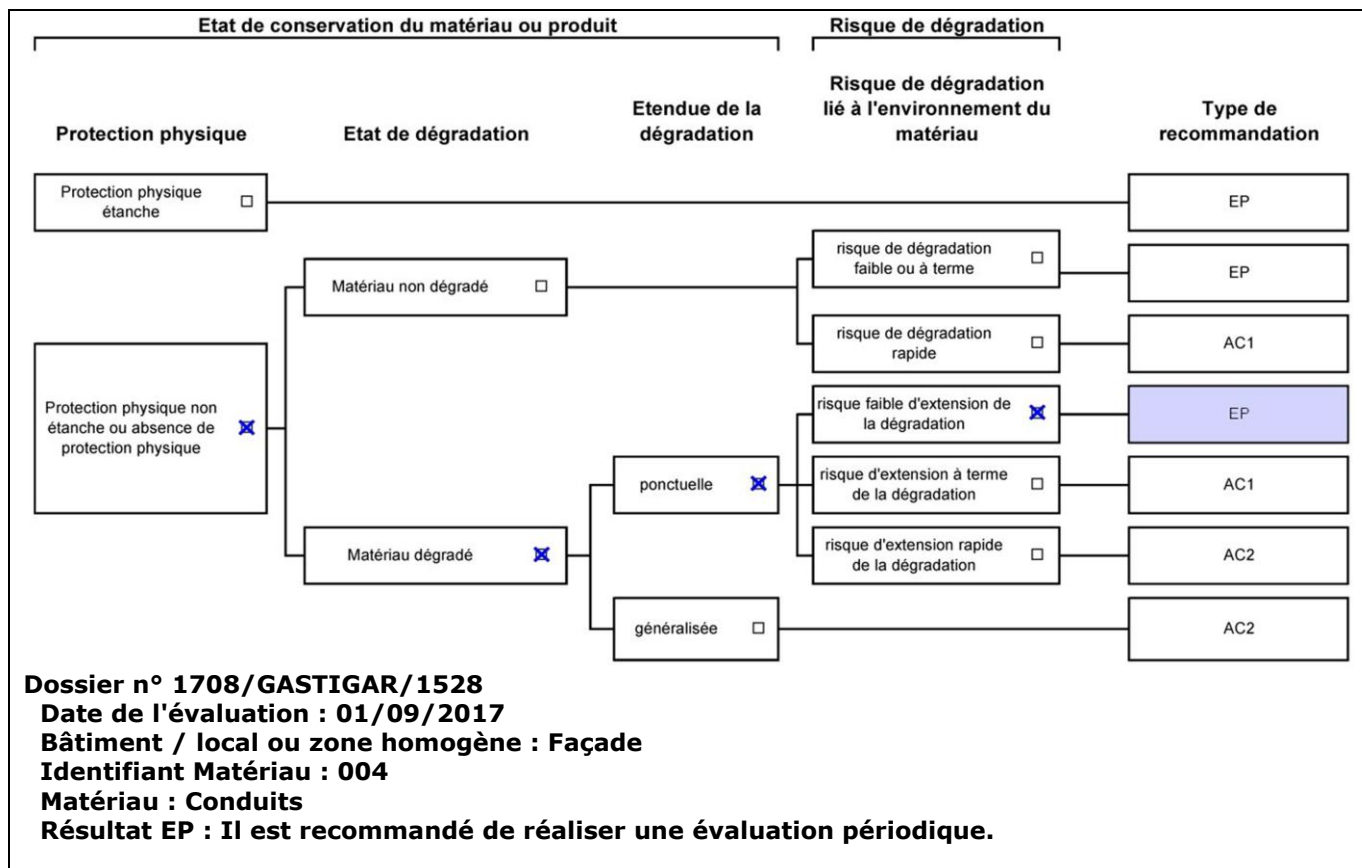 Etat de conservation du matériau ou produit
Risque de dégradation
Protection physique
Etat de dégradation
Etendue de la
dégradation
Risque de dégradation
lié à l'environnement du
matériau
Type de
recommandation
Protection physique
étanche
EP
Matériau non dégradé
risque de dégradation
faible ou à terme
EP
risque de dégradation
rapide
AC1
Protection physique non
étanche ou absence de
protection physique
risque faible d'extension de
la dégradation
EP
ponctuelle
risque d'extension à terme
de la dégradation
AC1
Matériau dégradé
risque d'extension rapide
de la dégradation
AC2
généralisée
AC2
Dossier n° 1708/GASTIGAR/1528
Date de l'évaluation : 01/09/2017
Bâtiment / local ou zone homogène : Façade
Identifiant Matériau : 004
Matériau : Conduits
Résultat EP : Il est recommandé de réaliser une évaluation périodique.